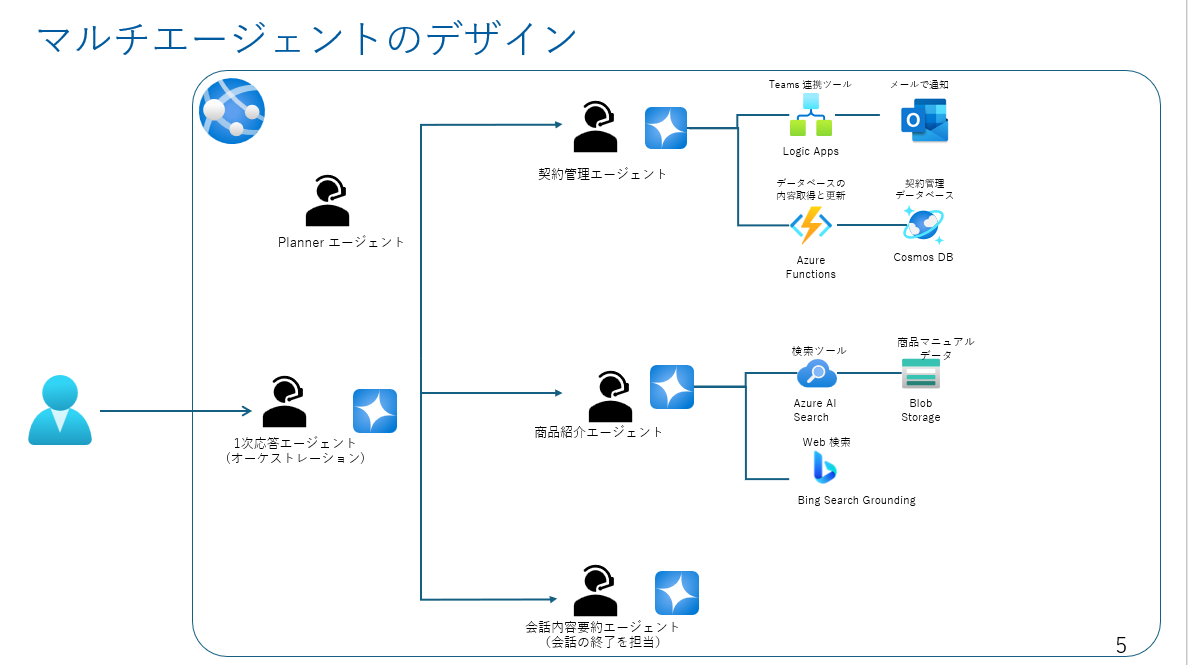 マルチエージェントのデザイン
Teams 連携ツール
メールで通知
Logic Apps
契約管理エージェント
データベースの
内容取得と更新
契約管理
データベース
Planner エージェント
Azure
Functions
Cosmos DB
検索ツール
商品マニュアル
データ
Azure AI
Search
Blob
Storage
商品紹介エージェント
1次応答エージェント
（オーケストレーション）
Web 検索
Bing Search Grounding
会話内容要約エージェント
（会話の終了を担当）
5